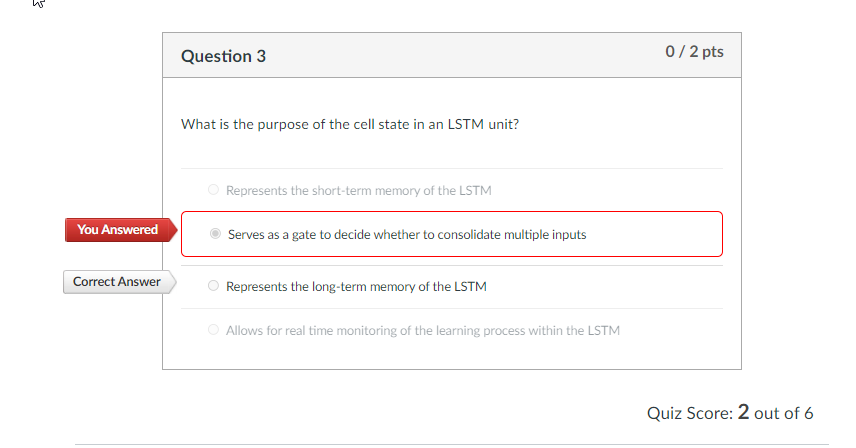 Question 3
0 / 2 pts
What is the purpose of the cell state in an LSTM unit?
Represents the short-term memory of the LSTM
You Answered
Serves as a gate to decide whether to consolidate multiple inputs
Correct Answer
Represents the long-term memory of the LSTM
Allows for real time monitoring of the learning process within the LSTM
Quiz Score: 2 out of 6